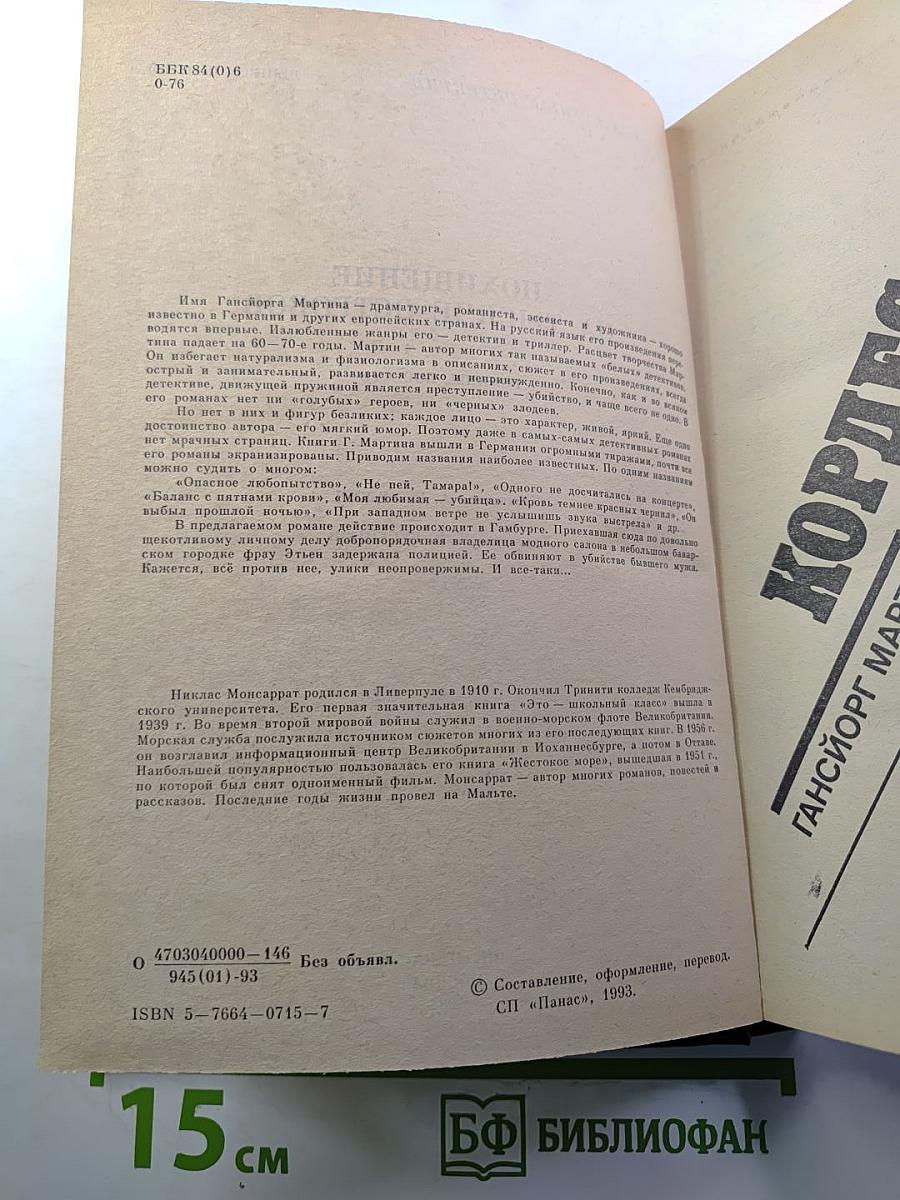 ББК 84(0)6
0-76
Имя Гансйорга Мартина — драматурга, романиста, эссеиста и художника — хорошо
известно в Германии и других европейских странах. На русский язык его произведения пере-
водятся впервые. Излюбленные жанры его — детектив и триллер. Расцвет творчества Мар-
тина падает на 60—70-е годы. Мартин — автор многих так называемых «белых» детективов.
Он избегает натурализма и физиологизма в описаниях, сюжет в его произведениях, всегда
острый и занимательный, развивается легко и непринужденно. Конечно, как и во всяком
детективе, движущей пружиной является преступление — убийство, и чаще всего не одно. В
его романах нет ни «голубых» героев, ни «черных» злодеев.
Но нет в них и фигур безликих; каждое лицо — это характер, живой, яркий. Еще одно
достоинство автора — его мягкий юмор. Поэтому даже в самых-самых детективных романах
нет мрачных страниц. Книги Г. Мартина вышли в Германии огромными тиражами, почти все
его романы экранизированы. Приводим названия наиболее известных. По одним названиям
можно судить о многом:
«Опасное любопытство», «Не пей, Тамара!», «Одного не досчитались на концерте»,
«Баланс с пятнами крови», «Моя любимая — убийца». «Кровь темнее красных чернил», «Он
выбыл прошлой ночью», «При западном ветре не услышишь звука выстрела» и др...
В предлагаемом романе действие происходит в Гамбурге. Приехавшая сюда по довольно
щекотливому личному делу добропорядочная владелица модного салона в небольшом бавар-
ском городке фрау Этьен задержана полицией. Ее обвиняют в убийстве бывшего мужа.
Кажется, всё против нее, улики неопровержимы. И все-таки...
Никлас Монсаррат родился в Ливерпуле в 1910 г. Окончил Тринити колледж Кембридж-
ского университета. Его первая значительная книга «Это — школьный класс» вышла в
1939 г. Во время второй мировой войны служил в военно-морском флоте Великобритании.
Морская служба послужила источником сюжетов многих из его последующих книг. В 1956 г.
он возглавил информационный центр Великобритании в Иоханнесбурге, а потом в Оттаве.
Наибольшей популярностью пользовалась его книга «Жестокое море», вышедшая в 1951 г.,
по которой был снят одноименный фильм. Монсаррат — автор многих романов, повестей и
рассказов. Последние годы жизни провел на Мальте.
О 4703040000—146
945(01)-93 Без объявл.
© Составление, оформление, перевод.
СП «Панас», 1993.
ISBN 5—7664—0715—7
КОРДЕС
ГАНСЙОРГ МАРТ
15 см
БФ БИБЛИОФАН